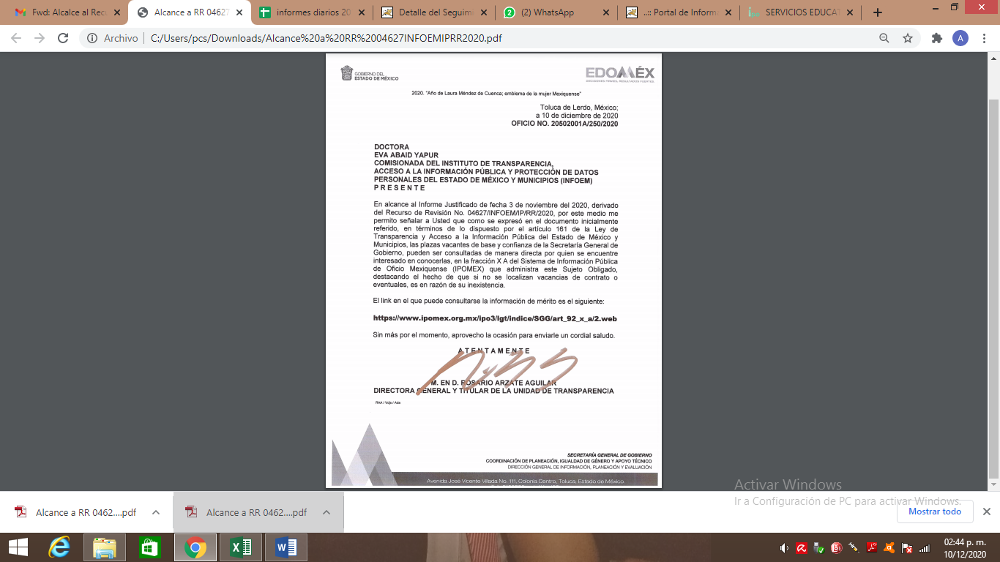 Fwd: Alcalce al Rec
Alcance a RR 04627
informes diarios 20
Detalle del Seguim
(2) WhatsApp
..:: Portal de Inform
SERVICIOS EDUCAT
Archivo
C:/Users/pcs/Downloads/Alcance%20a%20RR%2004627INFOEMIPRR2020.pdf
A
GOBIERNO DEL
ESTADO DE MÉXICO
EDOMÉX
DECISIONES FIRMES, RESULTADOS FUERTES.
2020. "Año de Laura Méndez de Cuenca; emblema de la mujer Mexiquense"
Toluca de Lerdo, México;
a 10 de diciembre de 2020
OFICIO NO. 20502001A/250/2020
DOCTORA
EVA ABAID YAPUR
COMISIONADA DEL INSTITUTO DE TRANSPARENCIA,
ACCESO A LA INFORMACIÓN PÚBLICA Y PROTECCIÓN DE DATOS
PERSONALES DEL ESTADO DE MÉXICO Y MUNICIPIOS (INFOEM)
P R E S E N T E
En alcance al Informe Justificado de fecha 3 de noviembre del 2020, derivado
del Recurso de Revisión No. 04627/INFOEM/IP/RR/2020, por este medio me
permito señalar a Usted que como se expresó en el documento inicialmente
referido, en términos de lo dispuesto por el artículo 161 de la Ley de
Transparencia y Acceso a la Información Pública del Estado de México y
Municipios, las plazas vacantes de base y confianza de la Secretaría General de
Gobierno, pueden ser consultadas de manera directa por quien se encuentre
interesado en conocerlas, en la fracción X A del Sistema de Información Pública
de Oficio Mexiquense (IPOMEX) que administra este Sujeto Obligado,
destacando el hecho de que si no se localizan vacancias de contrato o
eventuales, es en razón de su inexistencia.
El link en el que puede consultarse la información de mérito es el siguiente:
https://www.ipomex.org.mx/ipo3/lgt/indice/SGG/art_92_x_a/2.web
Sin más por el momento, aprovecho la ocasión para enviarle un cordial saludo.
A T E N T A M E N T E
M. EN D. ROSARIO ARZATE AGUILAR
DIRECTORA GENERAL Y TITULAR DE LA UNIDAD DE TRANSPARENCIA
SECRETARÍA GENERAL DE GOBIERNO
COORDINACIÓN DE PLANEACIÓN, IGUALDAD DE GÉNERO Y APOYO TÉCNICO
DIRECCIÓN GENERAL DE INFORMACIÓN, PLANEACIÓN Y EVALUACIÓN
Avenida José Vicente Villada No. 111, Colonia Centro, Toluca, Estado de México.
Activar Windows
Ir a Configuración de PC para activar Windows.
Alcance a RR 0462....pdf
Alcance a RR 0462....pdf
Mostrar todo
02:44 p. m.
10/12/2020